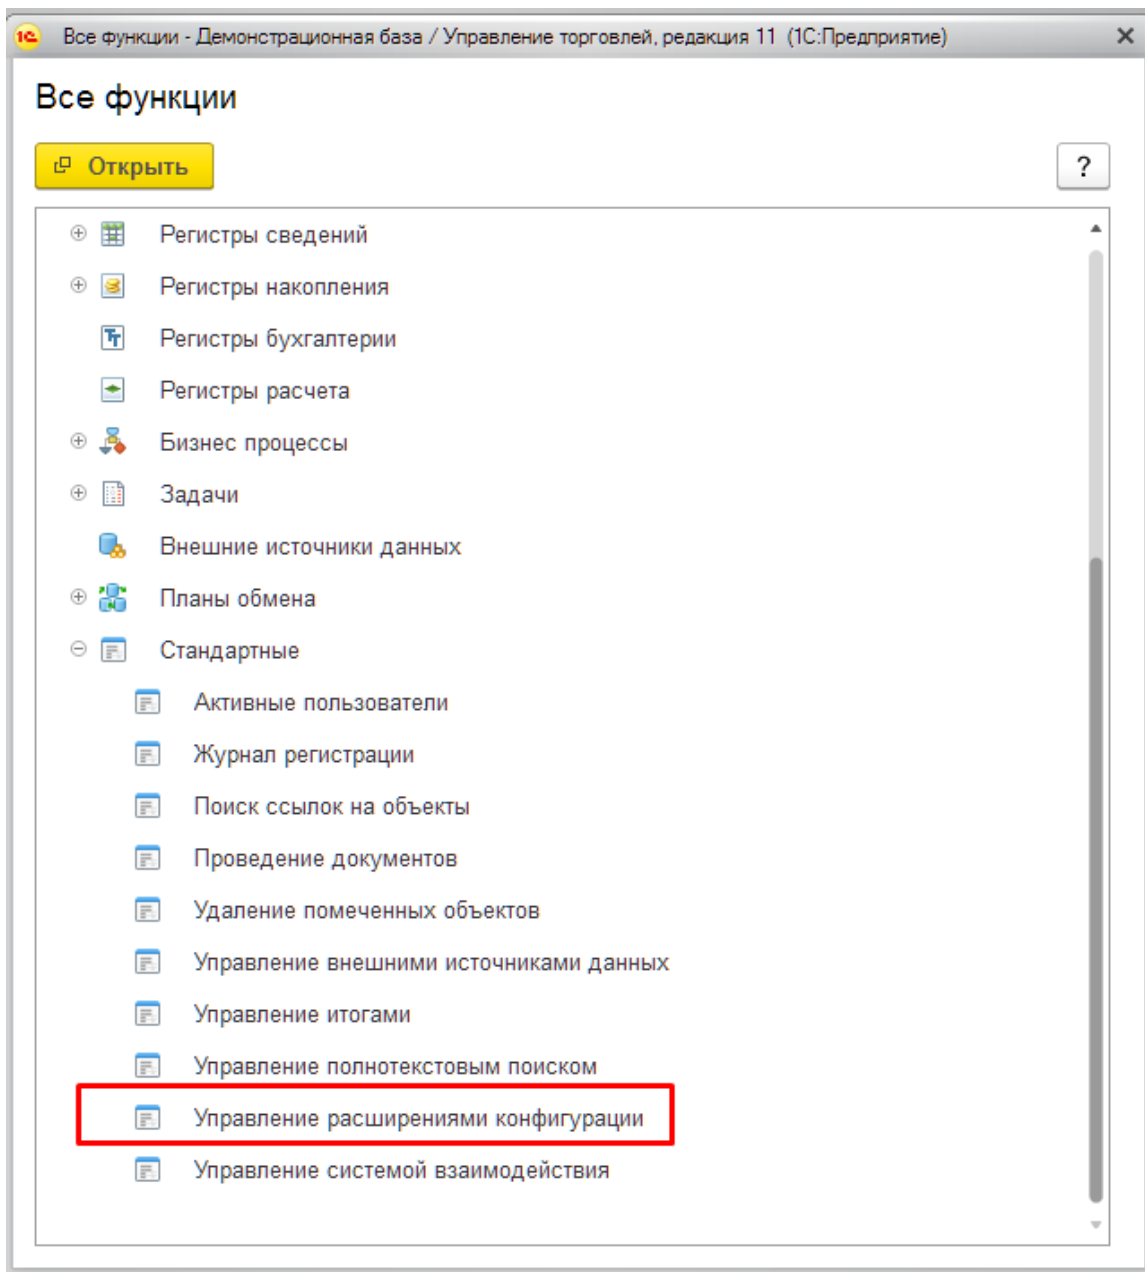 1С Все функции - Демонстрационная база / Управление торговлей, редакция 11 (1С:Предприятие)
Все функции
Открыть ?
Регистры сведений
Регистры накопления
Регистры бухгалтерии
Регистры расчета
Бизнес процессы
Задачи
Внешние источники данных
Планы обмена
Стандартные
Активные пользователи
Журнал регистрации
Поиск ссылок на объекты
Проведение документов
Удаление помеченных объектов
Управление внешними источниками данных
Управление итогами
Управление полнотекстовым поиском
Управление расширениями конфигурации
Управление системой взаимодействия